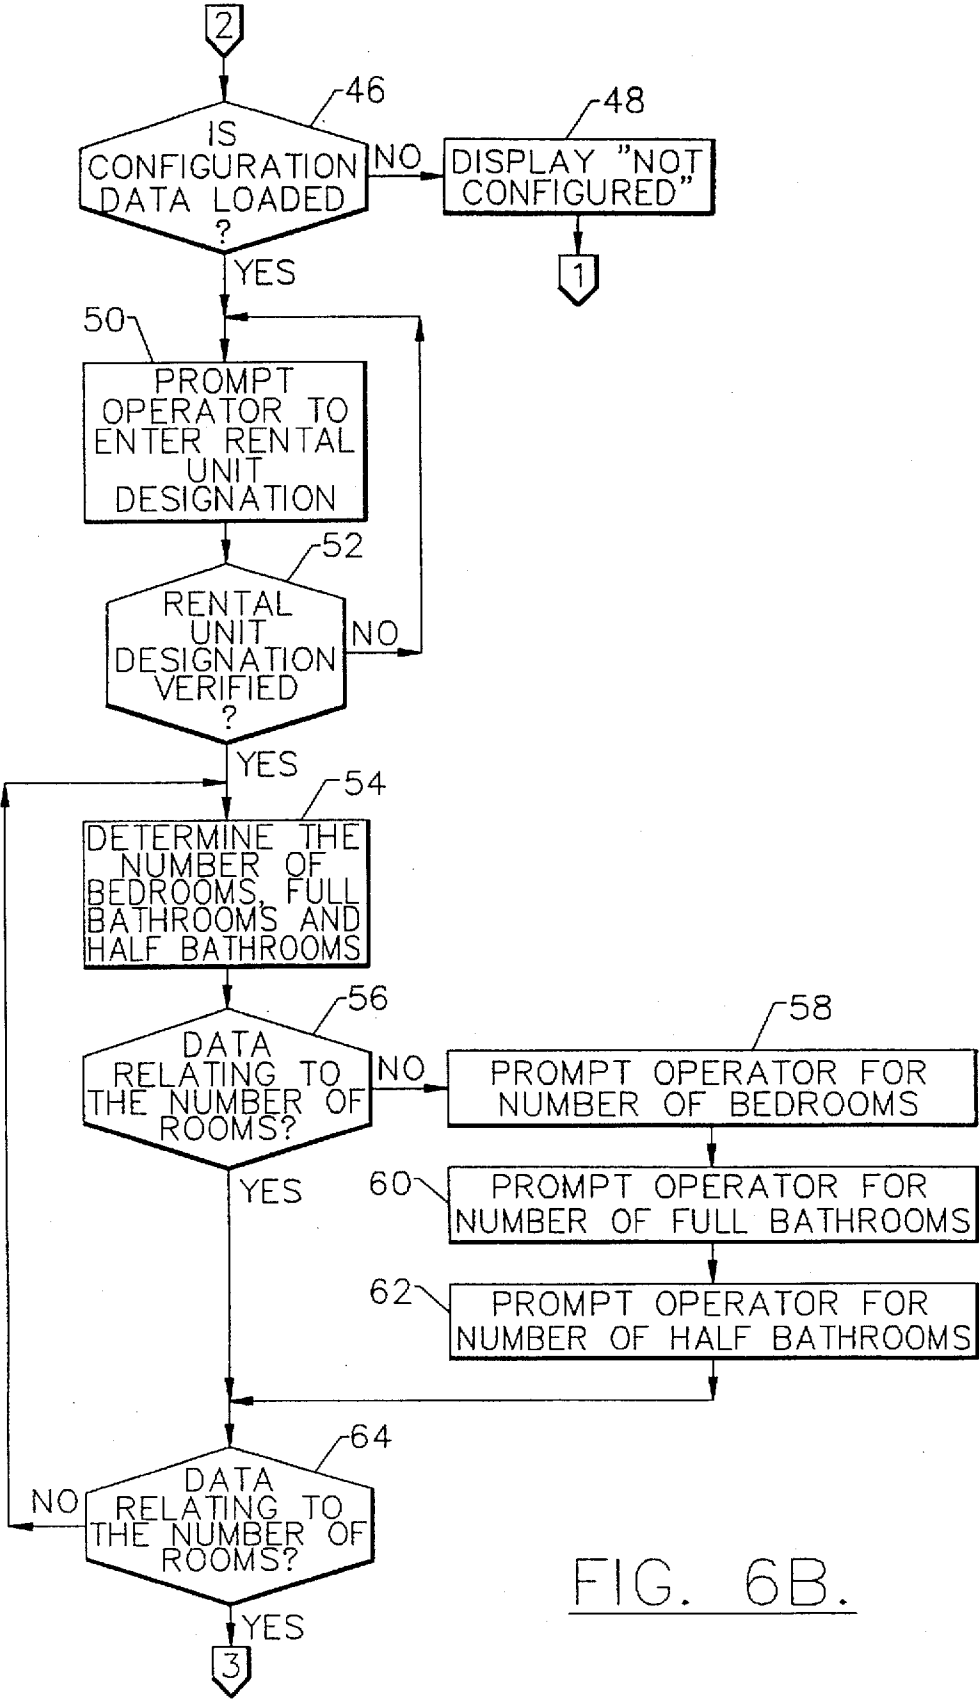 2
46
IS
CONFIGURATION
DATA LOADED
?
NO
48
DISPLAY "NOT
CONFIGURED"
1
YES
50
PROMPT
OPERATOR TO
ENTER RENTAL
UNIT
DESIGNATION
52
RENTAL
UNIT
DESIGNATION
VERIFIED
?
NO
YES
54
DETERMINE THE
NUMBER OF
BEDROOMS, FULL
BATHROOMS AND
HALF BATHROOMS
56
DATA
RELATING TO
THE NUMBER OF
ROOMS?
NO
58
PROMPT OPERATOR FOR
NUMBER OF BEDROOMS
YES
60
PROMPT OPERATOR FOR
NUMBER OF FULL BATHROOMS
62
PROMPT OPERATOR FOR
NUMBER OF HALF BATHROOMS
64
DATA
RELATING TO
THE NUMBER OF
ROOMS?
NO
YES
3
FIG. 6B.